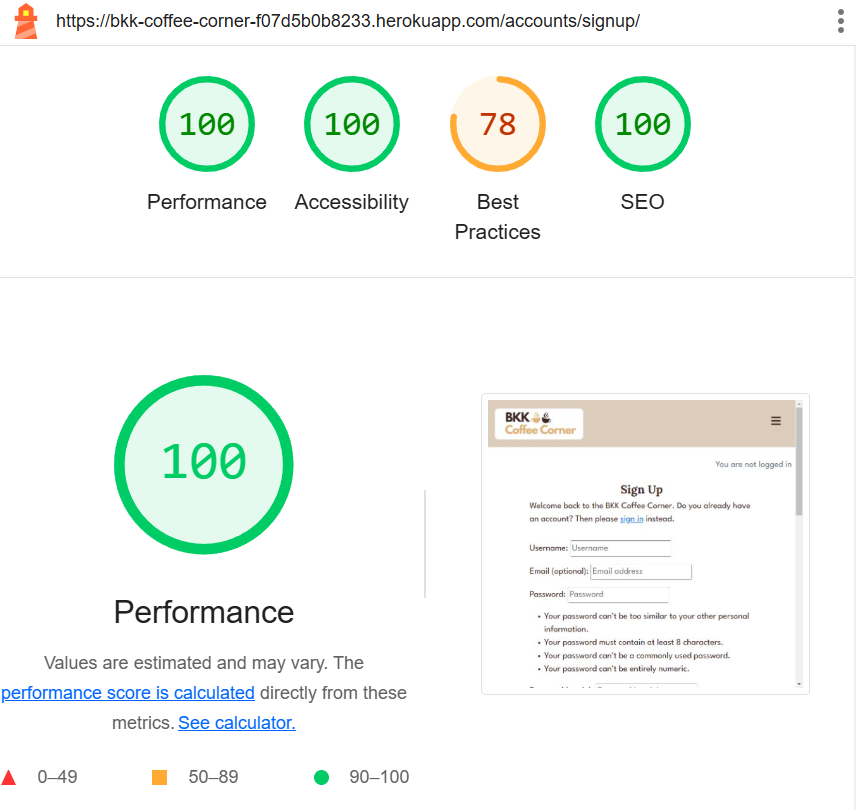 https://bkk-coffee-corner-f07d5b0b8233.herokuapp.com/accounts/signup/
100 100 78 100
Performance Accessibility Best Practices SEO
100
Performance
Values are estimated and may vary. The
performance score is calculated directly from these
metrics. See calculator.
0–49 50–89 90–100
BKK
Coffee Corner
You are not logged in
Sign Up
Welcome back to the BKK Coffee Corner. Do you already have
an account? Then please sign in instead.
Username: Username
Email (optional): Email address
Password: Password
• Your password can't be too similar to your other personal
information.
• Your password must contain at least 8 characters.
• Your password can't be a commonly used password.
• Your password can't be entirely numeric.